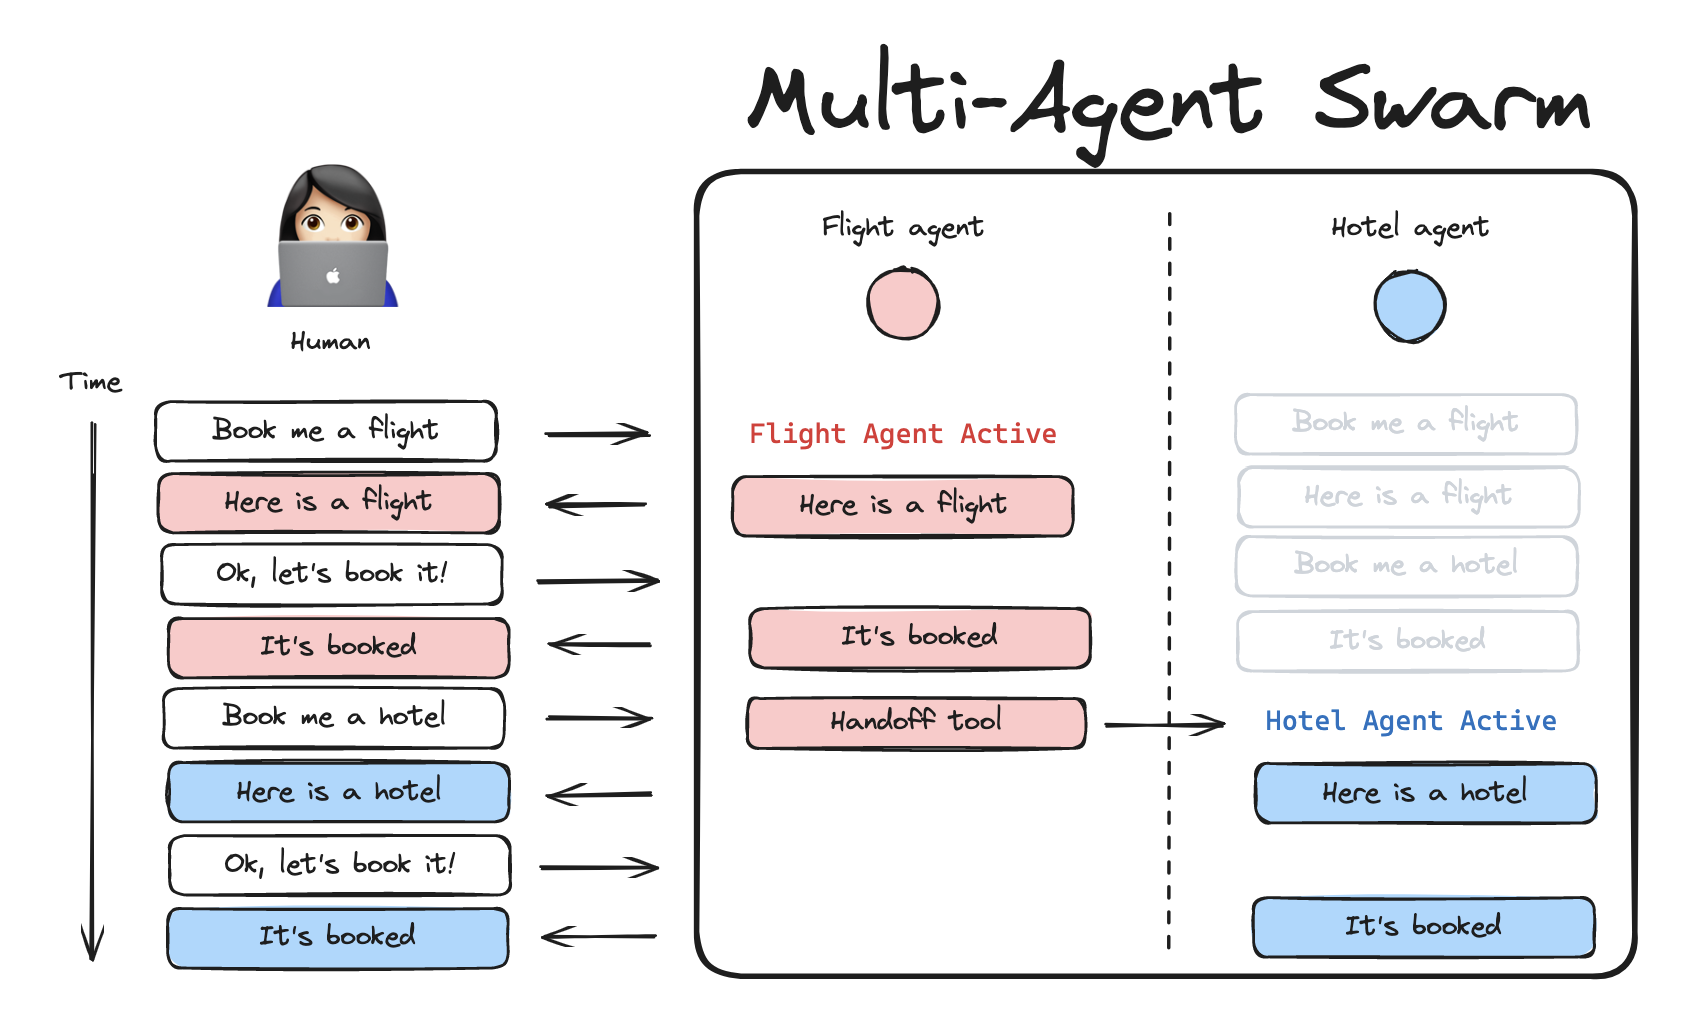 Multi-Agent Swarm
Human
Time
Book me a flight
Here is a flight
Ok, let's book it!
It's booked
Book me a hotel
Here is a hotel
Ok, let's book it!
It's booked
Flight agent
Flight Agent Active
Here is a flight
It's booked
Handoff tool
Hotel agent
Book me a flight
Here is a flight
Book me a hotel
It's booked
Hotel Agent Active
Here is a hotel
It's booked